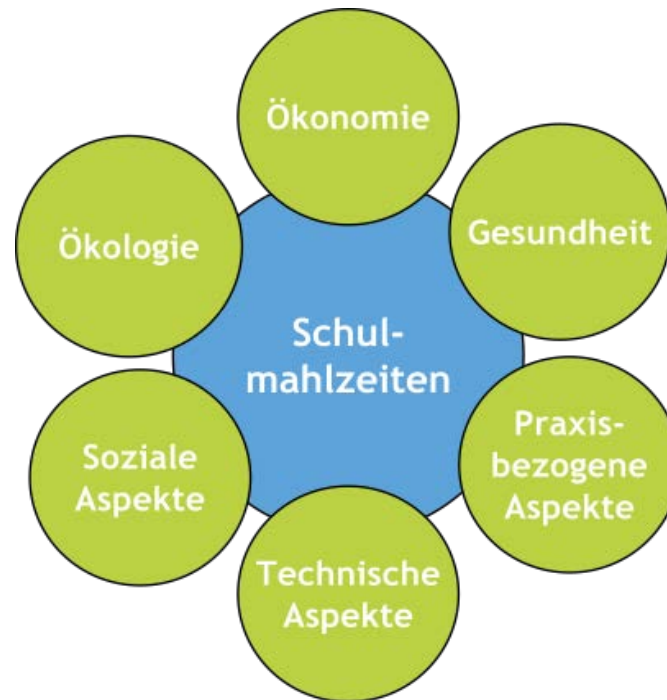 Ökonomie
Gesundheit
Ökologie
Schul-
mahlzeiten
Praxis-
bezogene
Aspekte
Soziale
Aspekte
Technische
Aspekte